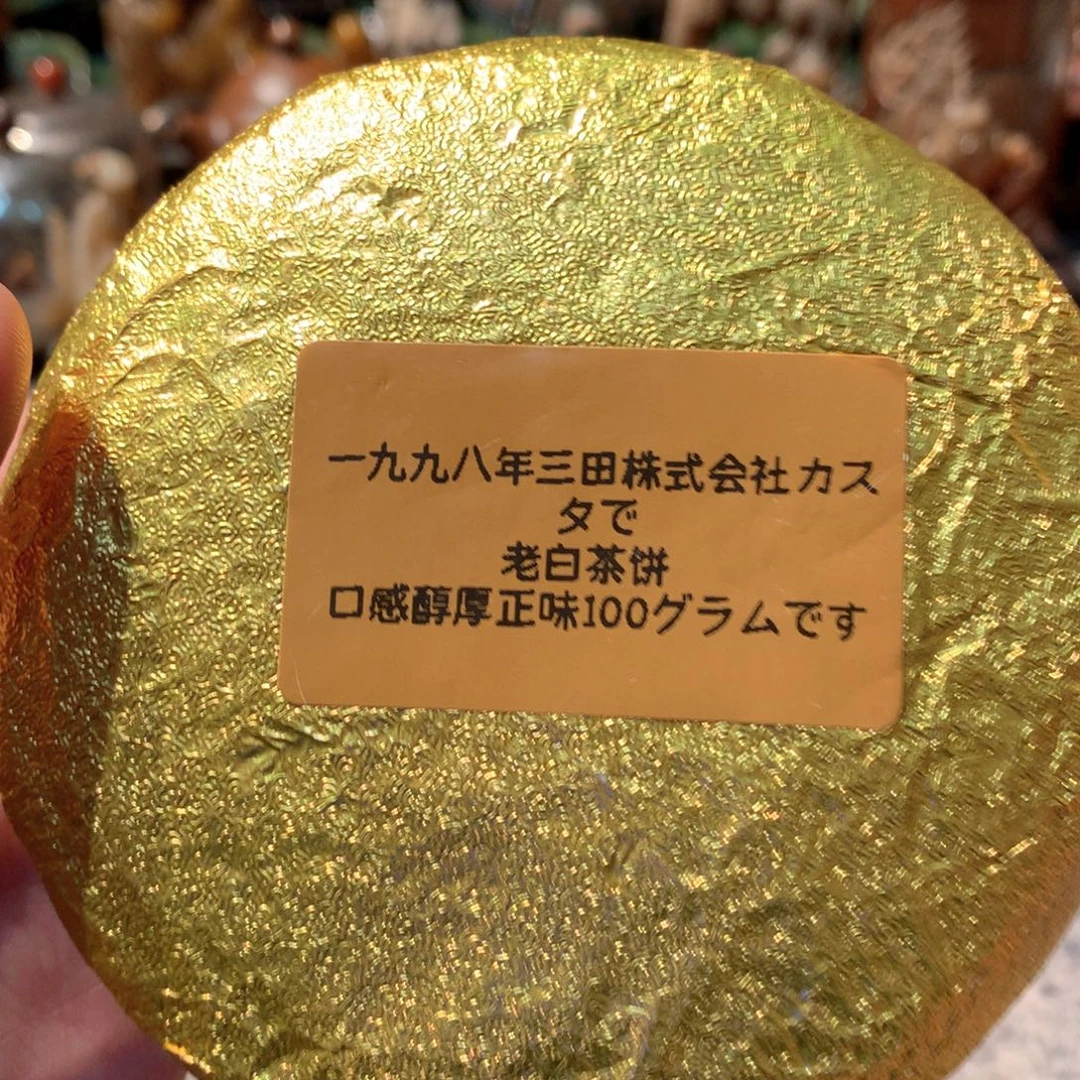 一九九八年三田株式会社カス
タで
老白茶饼
口感醇厚正味100グラムです